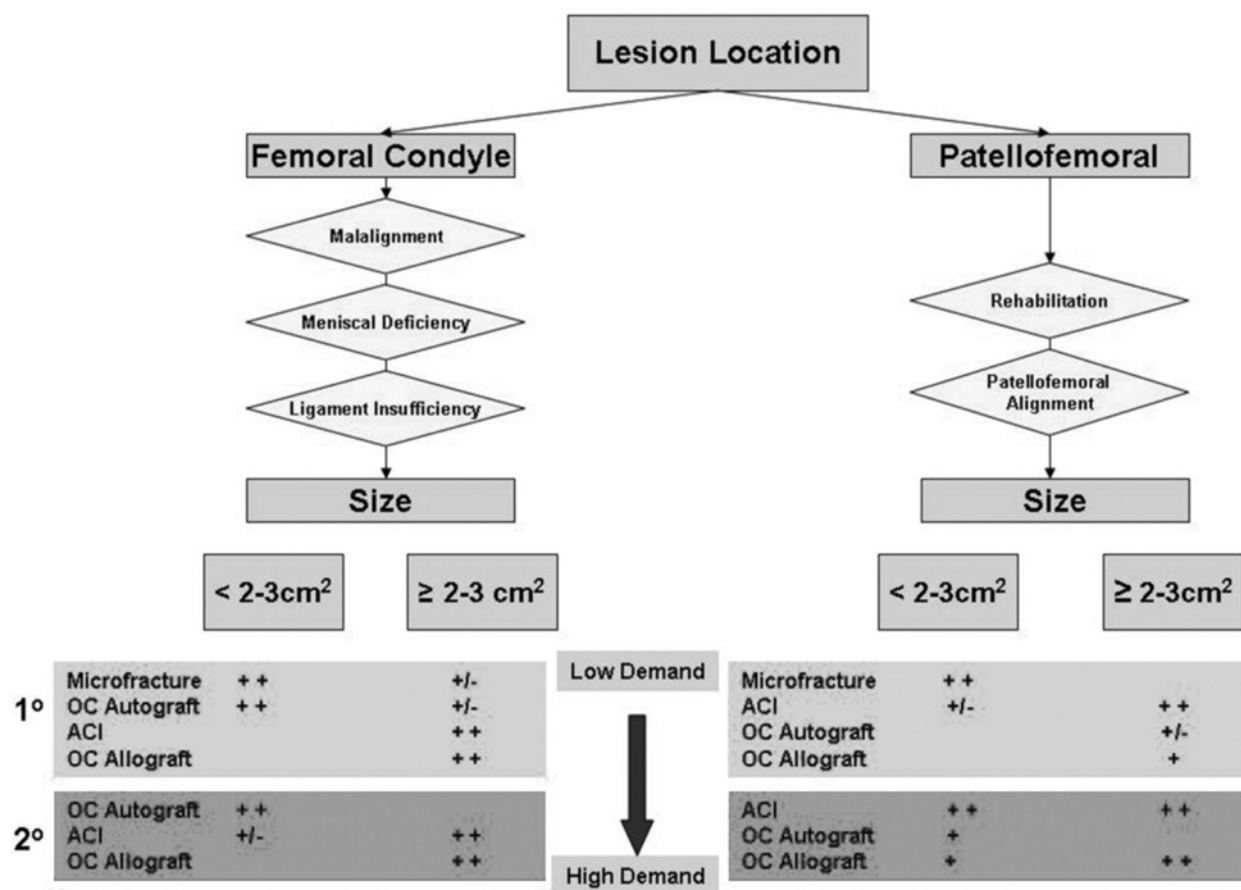 Lesion Location
Femoral Condyle
Patellofemoral
Malalignment
Meniscal Deficiency
Ligament Insufficiency
Rehabilitation
Patellofemoral
Alignment
Size
Size
< 2-3cm²
≥ 2-3 cm²
< 2-3cm²
≥ 2-3cm²
1º
Microfracture + + +/-
OC Autograft + + +/-
ACI + +
OC Allograft + +
2º
OC Autograft + +
ACI +/- + +
OC Allograft + +
Low Demand
High Demand
Microfracture + +
ACI +/- + +
OC Autograft +/-
OC Allograft +
ACI + + + +
OC Autograft +
OC Allograft + + +